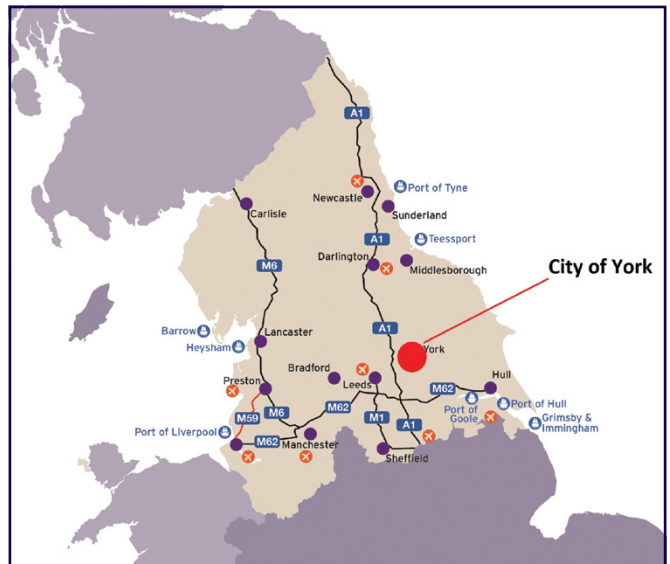 A1
Newcastle
Port of Tyne
Carlisle
Sunderland
A1
Teessport
M6
Darlington
Middlesborough
City of York
A1
Barrow
Lancaster
Heysham
York
Bradford
Leeds
Hull
Preston
M62
M59
M6
M62
M1
A1
Port of
Goole
Port of Hull
Grimsby &
Immingham
Port of Liverpool
M62
Manchester
Sheffield